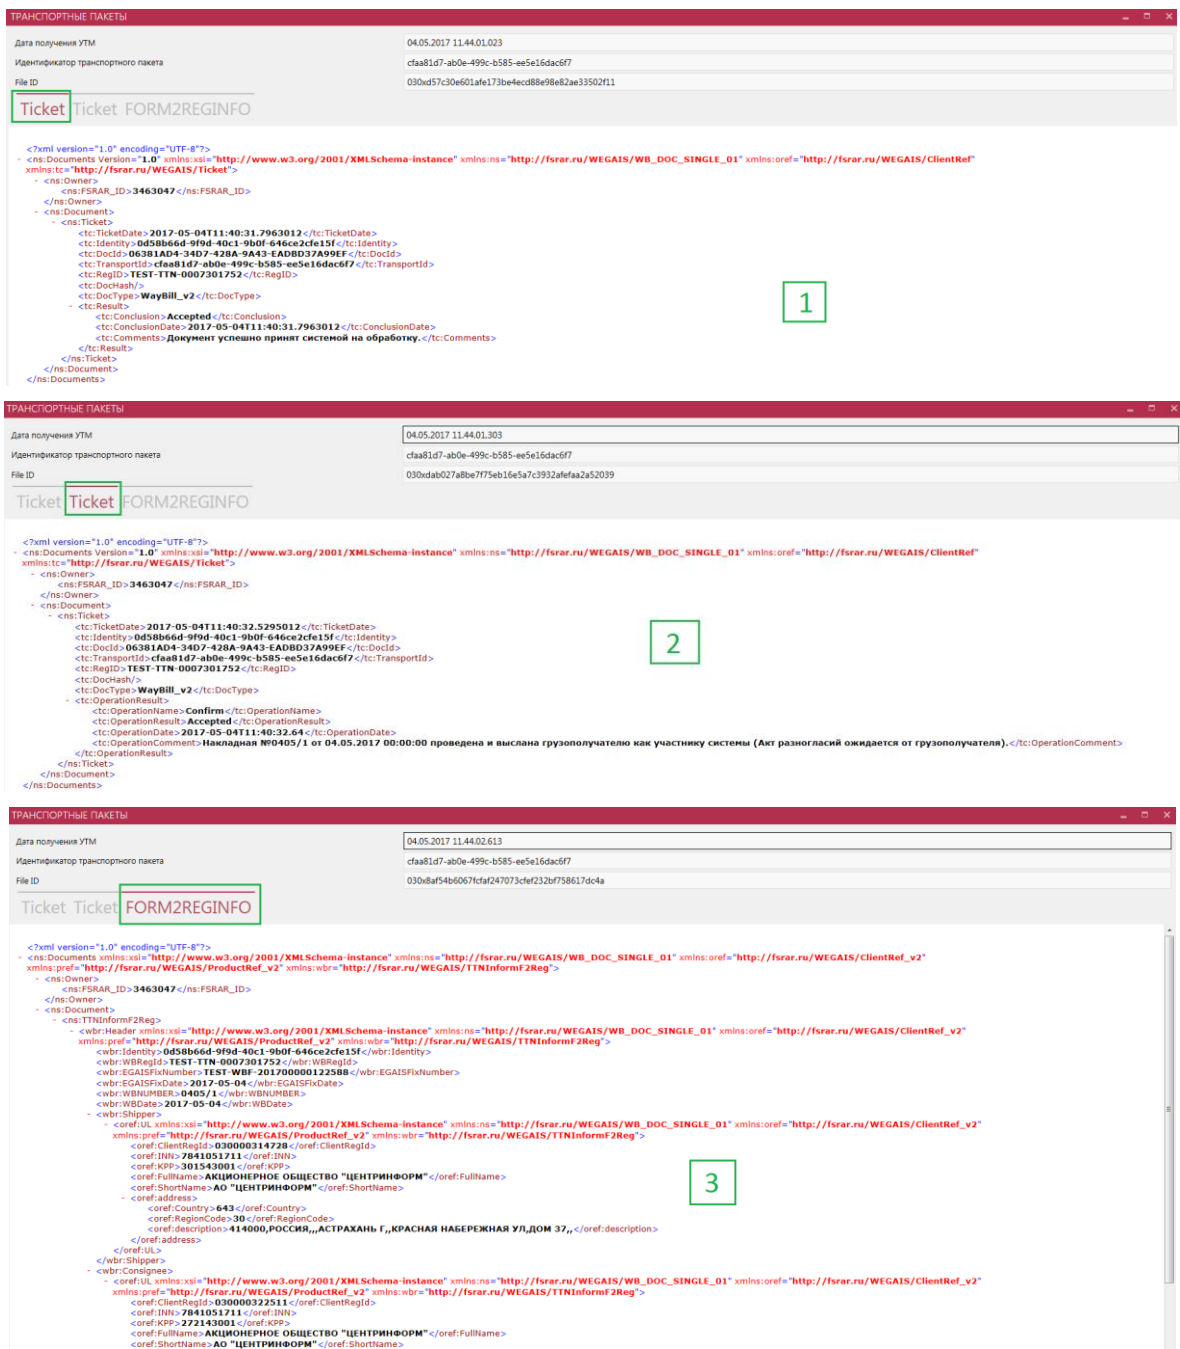 ТРАНСПОРТНЫЕ ПАКЕТЫ
Дата получения УТМ 04.05.2017 11.44.01.023
Идентификатор транспортного пакета cfaa81d7-ab0e-499c-b585-ee5e16dac6f7
File ID 030xd57c30e601afe173be4ecd88e98e82ae33502f11
Ticket Ticket FORM2REGINFO
<?xml version="1.0" encoding="UTF-8"?>
- <ns:Documents Version="1.0" xmlns:xsi="http://www.w3.org/2001/XMLSchema-instance" xmlns:ns="http://fsrar.ru/WEGAIS/WB_DOC_SINGLE_01" xmlns:oref="http://fsrar.ru/WEGAIS/ClientRef"
xmlns:tc="http://fsrar.ru/WEGAIS/Ticket">
- <ns:Owner>
<ns:FSRAR_ID>3463047</ns:FSRAR_ID>
</ns:Owner>
- <ns:Document>
- <ns:Ticket>
<tc:TicketDate>2017-05-04T11:40:31.7963012</tc:TicketDate>
<tc:Identity>0d58b66d-9f9d-40c1-9b0f-646ce2cfe15f</tc:Identity>
<tc:DocId>06381AD4-34D7-428A-9A43-EADBD37A99EF</tc:DocId>
<tc:TransportId>cfaa81d7-ab0e-499c-b585-ee5e16dac6f7</tc:TransportId>
<tc:RegID>TEST-TTN-0007301752</tc:RegID>
<tc:DocHash/>
<tc:DocType>WayBill_v2</tc:DocType>
- <tc:Result>
<tc:Conclusion>Accepted</tc:Conclusion>
<tc:ConclusionDate>2017-05-04T11:40:31.7963012</tc:ConclusionDate>
<tc:Comments>Документ успешно принят системой на обработку.</tc:Comments>
</tc:Result>
</ns:Ticket>
</ns:Document>
</ns:Documents>
1
ТРАНСПОРТНЫЕ ПАКЕТЫ
Дата получения УТМ 04.05.2017 11.44.01.303
Идентификатор транспортного пакета cfaa81d7-ab0e-499c-b585-ee5e16dac6f7
File ID 030xdab027a8be7f75eb16e5a7c3932afefaa2a52039
Ticket Ticket FORM2REGINFO
<?xml version="1.0" encoding="UTF-8"?>
- <ns:Documents Version="1.0" xmlns:xsi="http://www.w3.org/2001/XMLSchema-instance" xmlns:ns="http://fsrar.ru/WEGAIS/WB_DOC_SINGLE_01" xmlns:oref="http://fsrar.ru/WEGAIS/ClientRef"
xmlns:tc="http://fsrar.ru/WEGAIS/Ticket">
- <ns:Owner>
<ns:FSRAR_ID>3463047</ns:FSRAR_ID>
</ns:Owner>
- <ns:Document>
- <ns:Ticket>
<tc:TicketDate>2017-05-04T11:40:32.5295012</tc:TicketDate>
<tc:Identity>0d58b66d-9f9d-40c1-9b0f-646ce2cfe15f</tc:Identity>
<tc:DocId>06381AD4-34D7-428A-9A43-EADBD37A99EF</tc:DocId>
<tc:TransportId>cfaa81d7-ab0e-499c-b585-ee5e16dac6f7</tc:TransportId>
<tc:RegID>TEST-TTN-0007301752</tc:RegID>
<tc:DocHash/>
<tc:DocType>WayBill_v2</tc:DocType>
- <tc:OperationResult>
<tc:OperationName>Confirm</tc:OperationName>
<tc:OperationResult>Accepted</tc:OperationResult>
<tc:OperationDate>2017-05-04T11:40:32.64</tc:OperationDate>
<tc:OperationComment>Накладная №0405/1 от 04.05.2017 00:00:00 проведена и выслана грузополучателю как участнику системы (Акт разногласий ожидается от грузополучателя).</tc:OperationComment>
</tc:OperationResult>
</ns:Ticket>
</ns:Document>
</ns:Documents>
2
ТРАНСПОРТНЫЕ ПАКЕТЫ
Дата получения УТМ 04.05.2017 11.44.02.613
Идентификатор транспортного пакета cfaa81d7-ab0e-499c-b585-ee5e16dac6f7
File ID 030x8af54b6067fcfaf247073cfef232bf758617dc4a
Ticket Ticket FORM2REGINFO
<?xml version="1.0" encoding="UTF-8"?>
- <ns:Documents xmlns:xsi="http://www.w3.org/2001/XMLSchema-instance" xmlns:ns="http://fsrar.ru/WEGAIS/WB_DOC_SINGLE_01" xmlns:oref="http://fsrar.ru/WEGAIS/ClientRef_v2"
xmlns:pref="http://fsrar.ru/WEGAIS/ProductRef_v2" xmlns:wbr="http://fsrar.ru/WEGAIS/TTNInformF2Reg">
- <ns:Owner>
<ns:FSRAR_ID>3463047</ns:FSRAR_ID>
</ns:Owner>
- <ns:Document>
- <ns:TTNInformF2Reg>
- <wbr:Header xmlns:xsi="http://www.w3.org/2001/XMLSchema-instance" xmlns:ns="http://fsrar.ru/WEGAIS/WB_DOC_SINGLE_01" xmlns:oref="http://fsrar.ru/WEGAIS/ClientRef_v2"
xmlns:pref="http://fsrar.ru/WEGAIS/ProductRef_v2" xmlns:wbr="http://fsrar.ru/WEGAIS/TTNInformF2Reg">
<wbr:Identity>0d58b66d-9f9d-40c1-9b0f-646ce2cfe15f</wbr:Identity>
<wbr:WBRegId>TEST-TTN-0007301752</wbr:WBRegId>
<wbr:EGAISFixNumber>TEST-WBF-201700000122588</wbr:EGAISFixNumber>
<wbr:EGAISFixDate>2017-05-04</wbr:EGAISFixDate>
<wbr:WBNUMBER>0405/1</wbr:WBNUMBER>
<wbr:WBDate>2017-05-04</wbr:WBDate>
- <wbr:Shipper>
- <oref:UL xmlns:xsi="http://www.w3.org/2001/XMLSchema-instance" xmlns:ns="http://fsrar.ru/WEGAIS/WB_DOC_SINGLE_01" xmlns:oref="http://fsrar.ru/WEGAIS/ClientRef_v2"
xmlns:pref="http://fsrar.ru/WEGAIS/ProductRef_v2" xmlns:wbr="http://fsrar.ru/WEGAIS/TTNInformF2Reg">
<oref:ClientRegId>030000314728</oref:ClientRegId>
<oref:INN>7841051711</oref:INN>
<oref:KPP>301543001</oref:KPP>
<oref:FullName>АКЦИОНЕРНОЕ ОБЩЕСТВО "ЦЕНТРИНФОРМ"</oref:FullName>
<oref:ShortName>АО "ЦЕНТРИНФОРМ"</oref:ShortName>
- <oref:address>
<oref:Country>643</oref:Country>
<oref:RegionCode>30</oref:RegionCode>
<oref:description>414000,РОССИЯ,,,АСТРАХАНЬ Г,,КРАСНАЯ НАБЕРЕЖНАЯ УЛ,ДОМ 37,,</oref:description>
</oref:address>
</oref:UL>
</wbr:Shipper>
- <wbr:Consignee>
- <oref:UL xmlns:xsi="http://www.w3.org/2001/XMLSchema-instance" xmlns:ns="http://fsrar.ru/WEGAIS/WB_DOC_SINGLE_01" xmlns:oref="http://fsrar.ru/WEGAIS/ClientRef_v2"
xmlns:pref="http://fsrar.ru/WEGAIS/ProductRef_v2" xmlns:wbr="http://fsrar.ru/WEGAIS/TTNInformF2Reg">
<oref:ClientRegId>030000322511</oref:ClientRegId>
<oref:INN>7841051711</oref:INN>
<oref:KPP>272143001</oref:KPP>
<oref:FullName>АКЦИОНЕРНОЕ ОБЩЕСТВО "ЦЕНТРИНФОРМ"</oref:FullName>
<oref:ShortName>АО "ЦЕНТРИНФОРМ"</oref:ShortName>
3